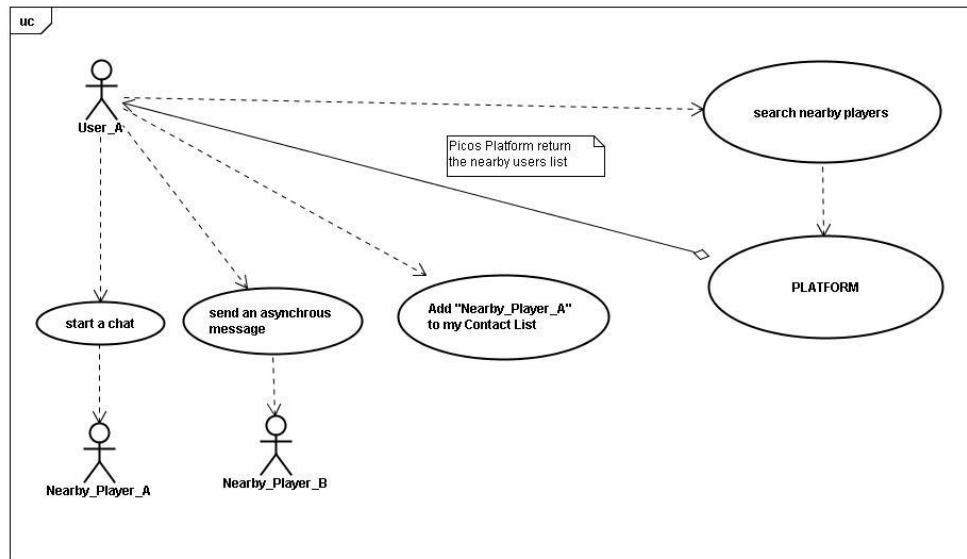 uc
User_A
search nearby players
Picos Platform return
the nearby users list
PLATFORM
start a chat
send an asynchrous
message
Add "Nearby_Player_A"
to my Contact List
Nearby_Player_A
Nearby_Player_B